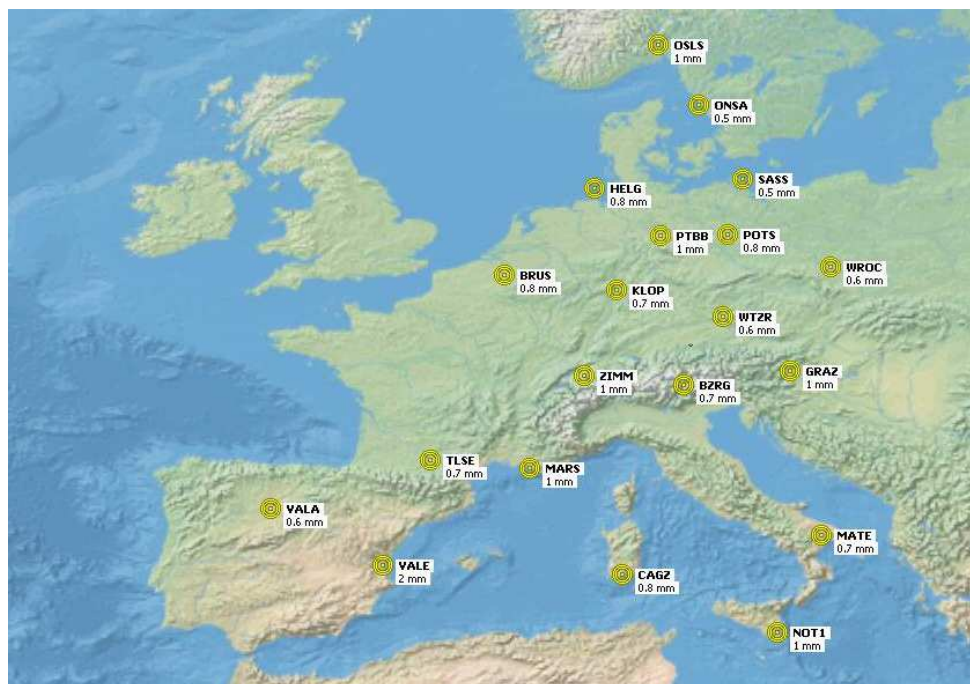 OSLS
1 mm
ONSA
0.5 mm
SASS
0.5 mm
HELG
0.8 mm
PTBB
1 mm
POTS
0.8 mm
WROC
0.6 mm
BRUS
0.8 mm
KLOP
0.7 mm
WTZR
0.6 mm
ZIMM
1 mm
BZRG
0.7 mm
GRAZ
1 mm
TLSE
0.7 mm
MARS
1 mm
VALA
0.6 mm
MATE
0.7 mm
VALE
2 mm
CAGZ
0.8 mm
NOT1
1 mm